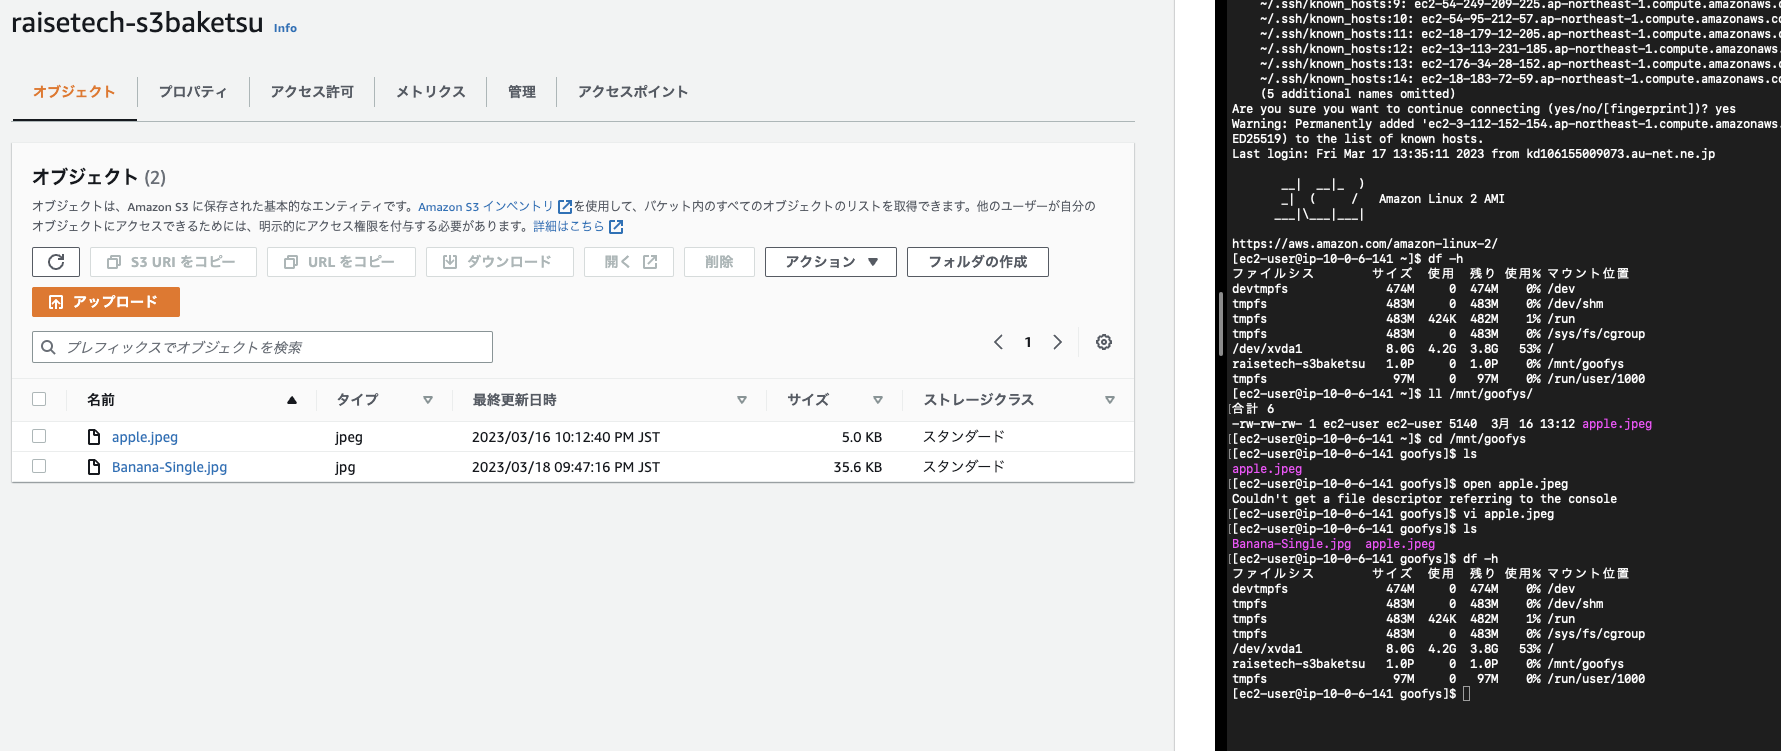 raisetech-s3baketsu Info
オブジェクト プロパティ アクセス許可 メトリクス 管理 アクセスポイント
オブジェクト (2)
オブジェクトは、Amazon S3 に保存された基本的なエンティティです。Amazon S3 インベントリ を使用して、バケット内のすべてのオブジェクトのリストを取得できます。他のユーザーが自分の
オブジェクトにアクセスできるためには、明示的にアクセス権限を付与する必要があります。詳細はこちら
S3 URI をコピー URL をコピー ダウンロード 開く 削除 アクション フォルダの作成
アップロード
プレフィックスでオブジェクトを検索
1
名前 タイプ 最終更新日時 サイズ ストレージクラス
apple.jpeg jpeg 2023/03/16 10:12:40 PM JST 5.0 KB スタンダード
Banana-Single.jpg jpg 2023/03/18 09:47:16 PM JST 35.6 KB スタンダード
~/.ssh/known_hosts:9: ec2-54-249-209-225.ap-northeast-1.compute.amazonaws.c
~/.ssh/known_hosts:10: ec2-54-95-212-57.ap-northeast-1.compute.amazonaws.co
~/.ssh/known_hosts:11: ec2-18-179-12-205.ap-northeast-1.compute.amazonaws.
~/.ssh/known_hosts:12: ec2-13-113-231-185.ap-northeast-1.compute.amazonaws
~/.ssh/known_hosts:13: ec2-176-34-28-152.ap-northeast-1.compute.amazonaws.
~/.ssh/known_hosts:14: ec2-18-183-72-59.ap-northeast-1.compute.amazonaws.c
(5 additional names omitted)
Are you sure you want to continue connecting (yes/no/[fingerprint])? yes
Warning: Permanently added 'ec2-3-112-152-154.ap-northeast-1.compute.amazonaws.
ED25519) to the list of known hosts.
Last login: Fri Mar 17 13:35:11 2023 from kd106155009073.au-net.ne.jp
__|  __|_  )
_|  (     /   Amazon Linux 2 AMI
___|\___|___|
https://aws.amazon.com/amazon-linux-2/
[ec2-user@ip-10-0-6-141 ~]$ df -h
ファイルシス サイズ 使用 残り 使用% マウント位置
devtmpfs 474M 0 474M 0% /dev
tmpfs 483M 0 483M 0% /dev/shm
tmpfs 483M 424K 482M 1% /run
tmpfs 483M 0 483M 0% /sys/fs/cgroup
/dev/xvda1 8.0G 4.2G 3.8G 53% /
raisetech-s3baketsu 1.0P 0 1.0P 0% /mnt/goofys
tmpfs 97M 0 97M 0% /run/user/1000
[ec2-user@ip-10-0-6-141 ~]$ ll /mnt/goofys/
合計 6
-rw-rw-rw- 1 ec2-user ec2-user 5140 3月 16 13:12 apple.jpeg
[[ec2-user@ip-10-0-6-141 ~]$ cd /mnt/goofys
[[ec2-user@ip-10-0-6-141 goofys]$ ls
apple.jpeg
[[ec2-user@ip-10-0-6-141 goofys]$ open apple.jpeg
Couldn't get a file descriptor referring to the console
[[ec2-user@ip-10-0-6-141 goofys]$ vi apple.jpeg
[[ec2-user@ip-10-0-6-141 goofys]$ ls
Banana-Single.jpg apple.jpeg
[[ec2-user@ip-10-0-6-141 goofys]$ df -h
ファイルシス サイズ 使用 残り 使用% マウント位置
devtmpfs 474M 0 474M 0% /dev
tmpfs 483M 0 483M 0% /dev/shm
tmpfs 483M 424K 482M 1% /run
tmpfs 483M 0 483M 0% /sys/fs/cgroup
/dev/xvda1 8.0G 4.2G 3.8G 53% /
raisetech-s3baketsu 1.0P 0 1.0P 0% /mnt/goofys
tmpfs 97M 0 97M 0% /run/user/1000
[ec2-user@ip-10-0-6-141 goofys]$